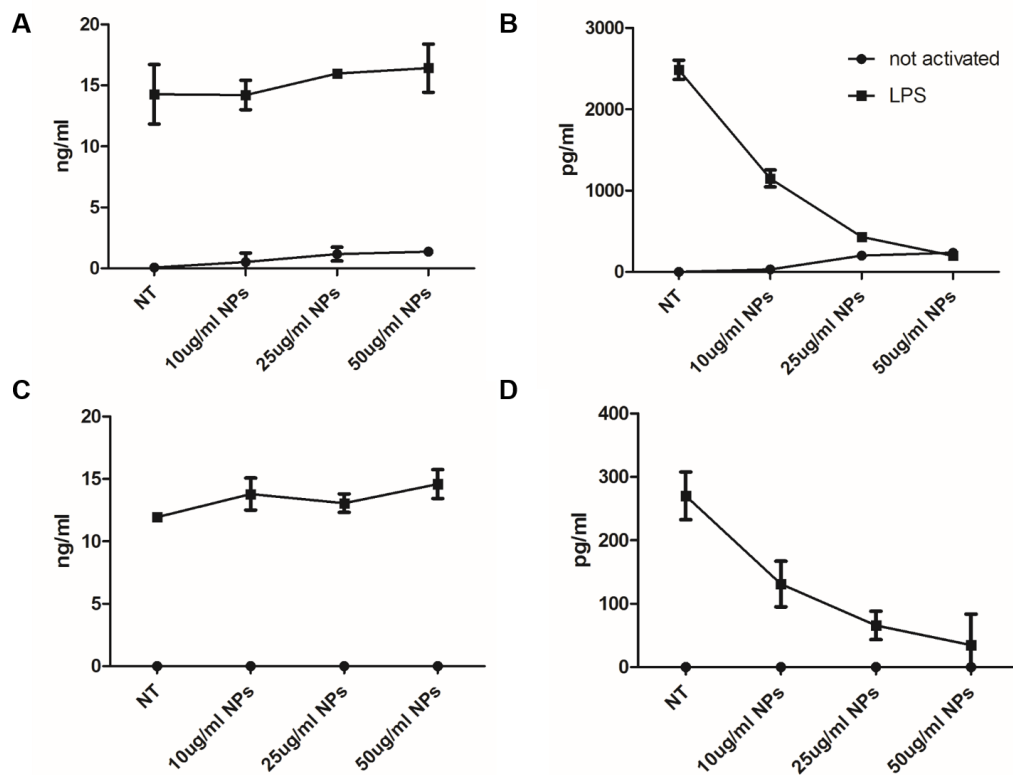 A
20
15
10
5
0
ng/ml
NT
10ug/ml NPs
25ug/ml NPs
50ug/ml NPs
B
3000
2000
1000
0
pg/ml
not activated
LPS
NT
10ug/ml NPs
25ug/ml NPs
50ug/ml NPs
C
20
15
10
5
0
ng/ml
NT
10ug/ml NPs
25ug/ml NPs
50ug/ml NPs
D
400
300
200
100
0
pg/ml
NT
10ug/ml NPs
25ug/ml NPs
50ug/ml NPs